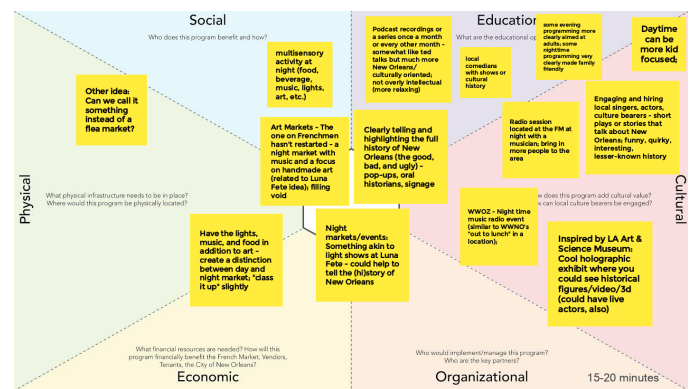 Social
Who does this program benefit and how?
Educational
What are the educational op
Physical
What physical infrastructure needs to be in place?
Where would this program be physically located?
Cultural
How does this program add cultural value?
can local culture bearers be engaged?
What financial resources are needed? How will this
program financially benefit the French Market, Vendors,
Tenants, the City of New Orleans?
Economic
Who would implement/manage this program?
Who are the key partners?
Organizational
15-20 minutes
Other idea:
Can we call it
something
instead of a
flea market?
multisensory
activity at
night (food,
beverage,
music, lights,
art, etc.)
Art Markets - The
one on Frenchmen
hasn't restarted - a
night market with
music and a focus
on handmade art
(related to Luna
Fete idea); filling
void
Have the lights,
music, and food in
addition to art -
create a distinction
between day and
night market; "class
it up" slightly
Night
markets/events:
Something akin to
light shows at Luna
Fete - could help to
tell the (hi)story of
New Orleans
Clearly telling and
highlighting the full
history of New
Orleans (the good,
bad, and ugly) -
pop-ups, oral
historians, signage
Podcast recordings or
a series once a month
or every other month -
somewhat like ted
talks but much more
New Orleans/
culturally oriented;
not overly intellectual
(more relaxing)
local
comedians
with shows or
cultural
history
some evening
programming more
clearly aimed at
adults; some
nighttime
programming very
clearly made family
friendly
Daytime
can be
more kid
focused;
Radio session
located at the FM at
night with a
musician; bring in
more people to the
area
Engaging and hiring
local singers, actors,
culture bearers - short
plays or stories that
talk about New
Orleans; funny, quirky,
interesting,
lesser-known history
WWOZ - Night time
music radio event
(similar to WWNO's
"out to lunch" in a
location);
Inspired by LA Art &
Science Museum:
Cool holographic
exhibit where you
could see historical
figures/video/3d
(could have live
actors, also)